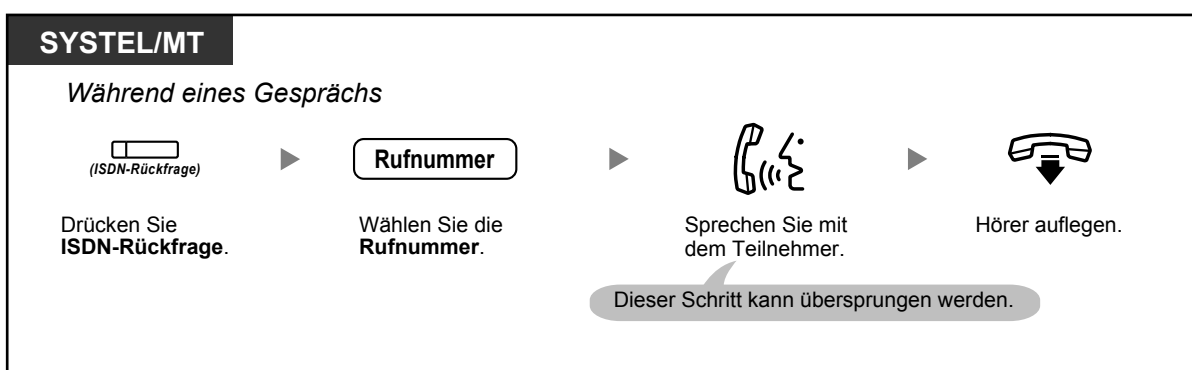 SYSTEL/MT
Während eines Gesprächs
(ISDN-Rückfrage)
Rufnummer
Drücken Sie
ISDN-Rückfrage.
Wählen Sie die
Rufnummer.
Sprechen Sie mit
dem Teilnehmer.
Hörer auflegen.
Dieser Schritt kann übersprungen werden.